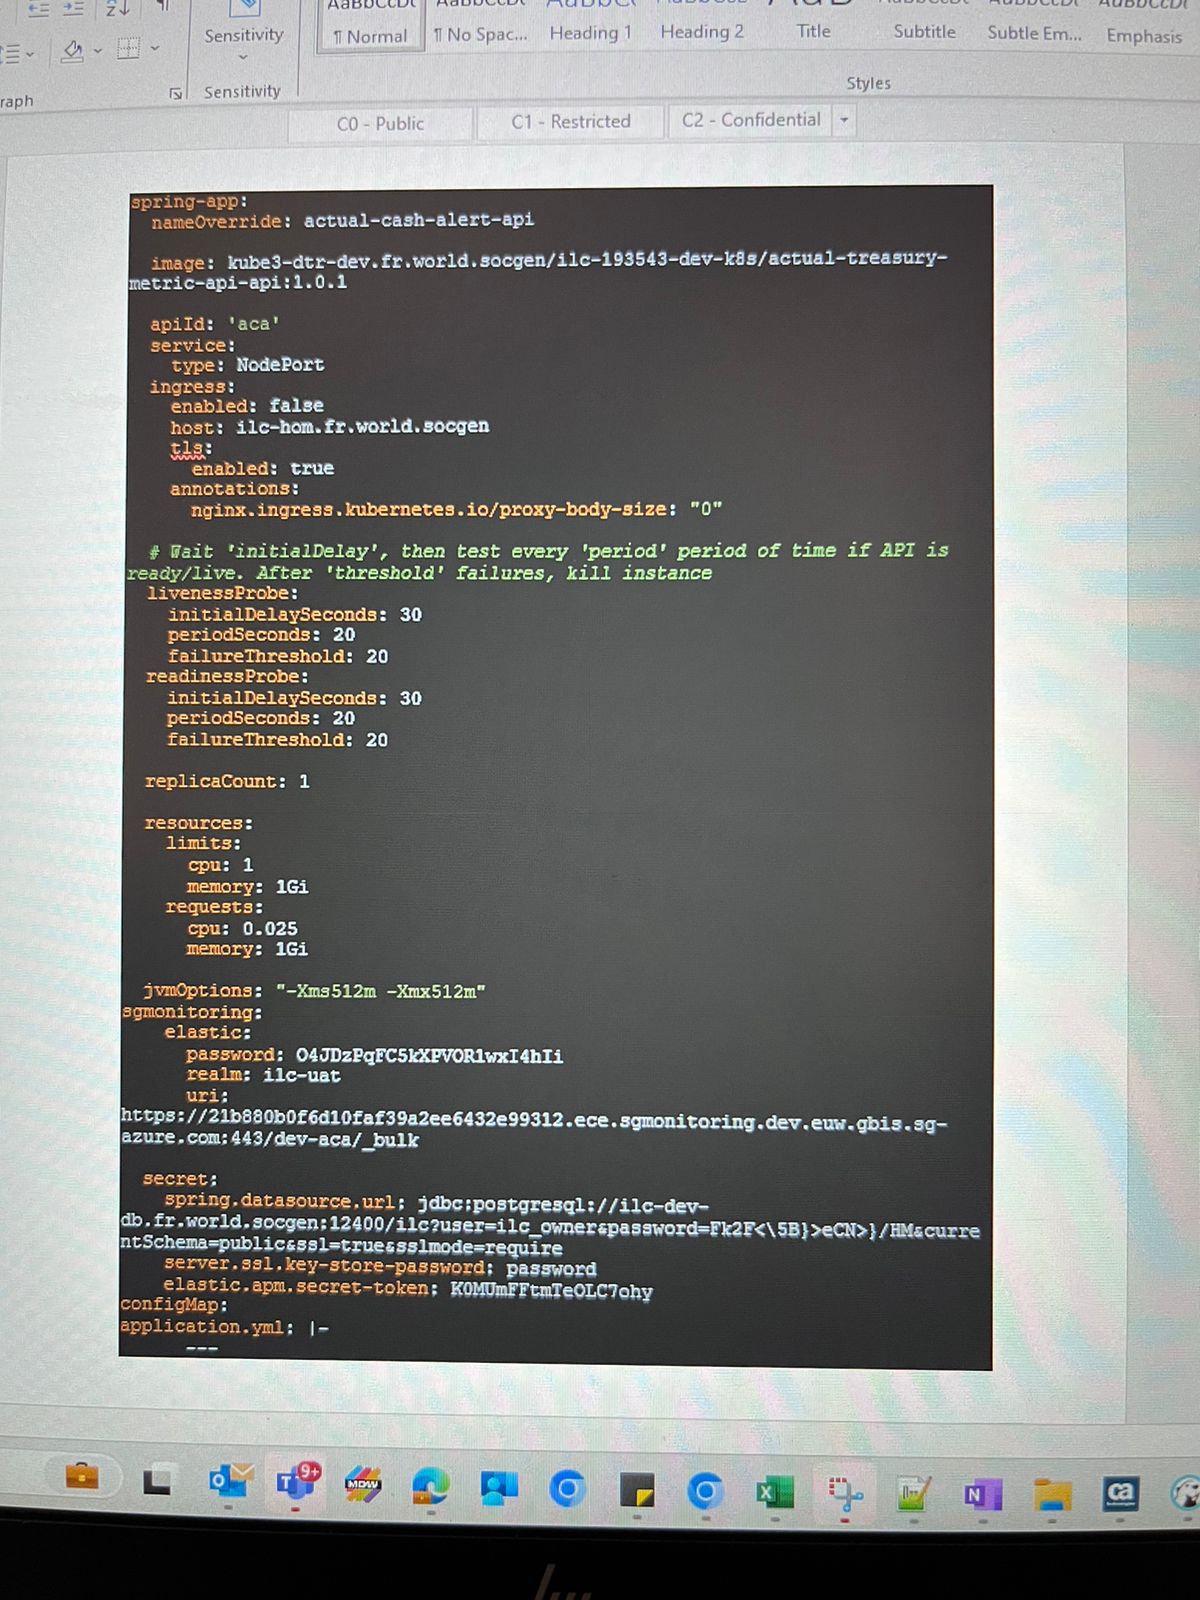 Sensitivity
Normal
No Spac...
Heading 1
Heading 2
Title
Subtitle
Subtle Em...
Emphasis
raph
Sensitivity
Styles
C0 - Public
C1 - Restricted
C2 - Confidential
spring-app:
nameOverride: actual-cash-alert-api
image: kube3-dtr-dev.fr.world.socgen/ilc-193543-dev-k8s/actual-treasury-
metric-api-api:1.0.1
apiId: 'aca'
service:
type: NodePort
ingress:
enabled: false
host: ilc-hom.fr.world.socgen
tls:
enabled: true
annotations:
nginx.ingress.kubernetes.io/proxy-body-size: "0"
# Wait 'initialDelay', then test every 'period' period of time if API is
ready/live. After 'threshold' failures, kill instance
livenessProbe:
initialDelaySeconds: 30
periodSeconds: 20
failureThreshold: 20
readinessProbe:
initialDelaySeconds: 30
periodSeconds: 20
failureThreshold: 20
replicaCount: 1
resources:
limits:
cpu: 1
memory: 1Gi
requests:
cpu: 0.025
memory: 1Gi
jvmOptions: "-Xms512m -Xmx512m"
sgmonitoring:
elastic:
password: O4JDzPqFC5kXPVOR1wxI4hIi
realm: ilc-uat
uri:
https://21b880b0f6d10faf39a2ee6432e99312.ece.sgmonitoring.dev.euw.gbis.sg-
azure.com:443/dev-aca/_bulk
secret:
spring.datasource.url: jdbc:postgresql://ilc-dev-
db.fr.world.socgen:12400/ilc?user=ilc_owner&password=Fk2F<\5B}>eCN>}/HM&curre
ntSchema=public&ssl=true&sslmode=require
server.ssl.key-store-password: password
elastic.apm.secret-token: K0MUmFFtmTeOLC7ohy
configMap:
application.yml: |-
---
9+
MDW
ca